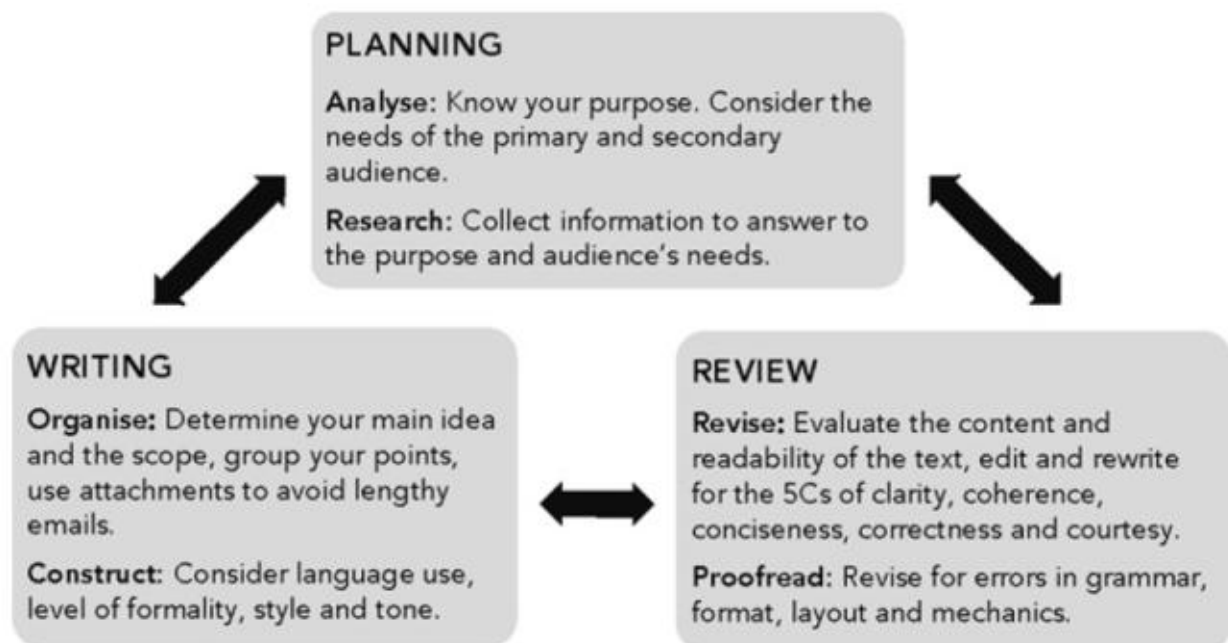 PLANNING
Analyse: Know your purpose. Consider the
needs of the primary and secondary
audience.
Research: Collect information to answer to
the purpose and audience's needs.
WRITING
Organise: Determine your main idea
and the scope, group your points,
use attachments to avoid lengthy
emails.
Construct: Consider language use,
level of formality, style and tone.
REVIEW
Revise: Evaluate the content and
readability of the text, edit and rewrite
for the 5Cs of clarity, coherence,
conciseness, correctness and courtesy.
Proofread: Revise for errors in grammar,
format, layout and mechanics.